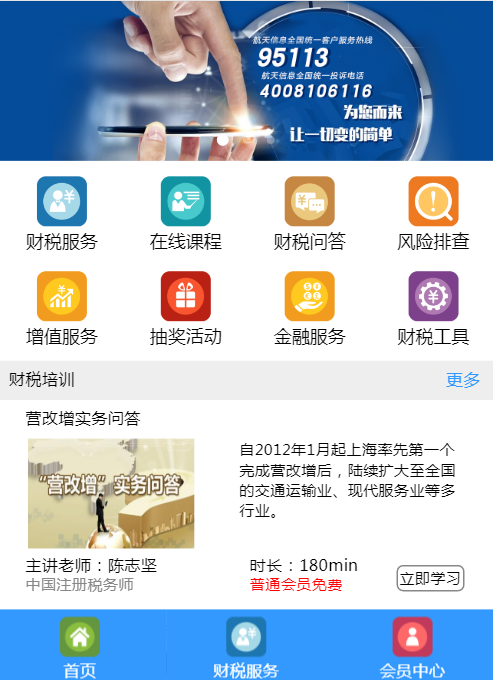 航天信息全国统一客户服务热线
95113
航天信息全国统一投诉电话
4008106116
为您而来
让一切变的简单
财税服务 在线课程 财税问答 风险排查
增值服务 抽奖活动 金融服务 财税工具
财税培训 更多
营改增实务问答
“营改增”实务问答
自2012年1月起上海率先第一个
完成营改增后，陆续扩大至全国
的交通运输业、现代服务业等多
行业。
主讲老师：陈志坚 时长：180min
中国注册税务师 普通会员免费
立即学习
首页 财税服务 会员中心